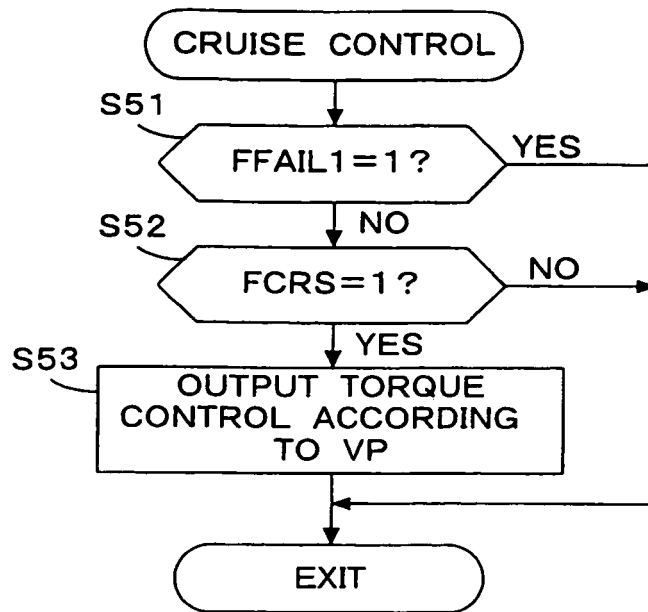 CRUISE CONTROL
S51
FFAIL1=1?
YES
NO
S52
FCRS=1?
NO
YES
S53
OUTPUT TORQUE
CONTROL ACCORDING
TO VP
EXIT